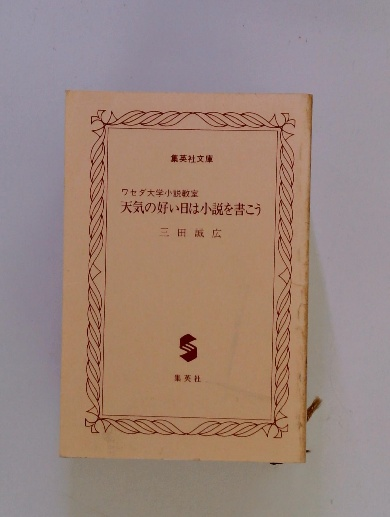 集英社文庫
ワセダ大学小説教室
天気の好い日は小説を書こう
三田誠広
集英社